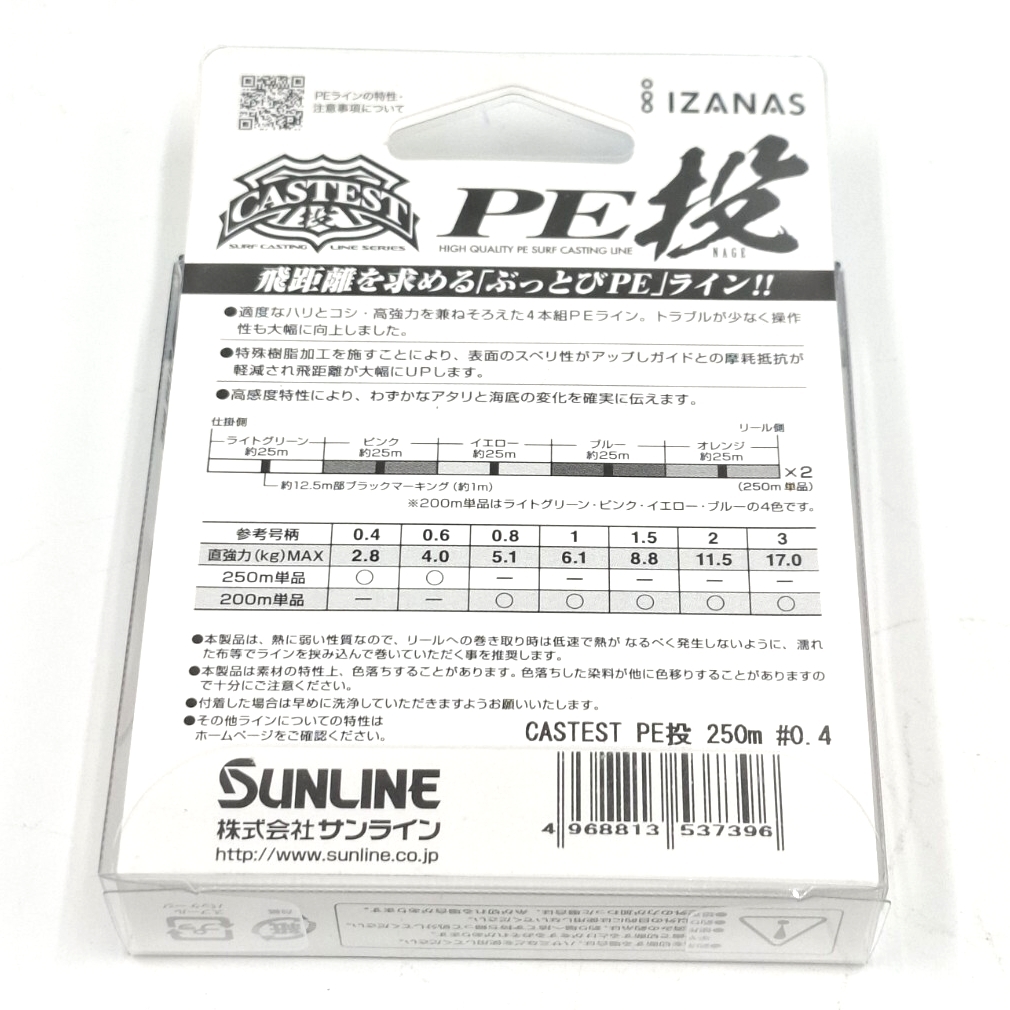 PEラインの特性・
注意事項について
IZANAS
CASTEST
投
SURF CASTING LINE SERIES
PE投
HIGH QUALITY PE SURF CASTING LINE
NAGE
飛距離を求める「ぶっとびPE」ライン!!
●適度なハリとコシ・高強力を兼ねそろえた4本組PEライン。トラブルが少なく操作
性も大幅に向上しました。
●特殊樹脂加工を施すことにより、表面のスベリ性がアップしガイドとの摩耗抵抗が
軽減され飛距離が大幅にUPします。
●高感度特性により、わずかなアタリと海底の変化を確実に伝えます。
仕掛側 リール側
ライトグリーン ピンク イエロー ブルー オレンジ
約25m 約25m 約25m 約25m 約25m
×2
約12.5m部ブラックマーキング(約1m) (250m単品)
※200m単品はライトグリーン・ピンク・イエロー・ブルーの4色です。
参考号柄 0.4 0.6 0.8 1 1.5 2 3
直強力(kg)MAX 2.8 4.0 5.1 6.1 8.8 11.5 17.0
250m単品 ○ ○ — — — — —
200m単品 — — ○ ○ ○ ○ ○
●本製品は、熱に弱い性質なので、リールへの巻き取り時は低速で熱が なるべく発生しないように、濡れ
た布等でラインを挟み込んで巻いていただく事を推奨します。
●本製品は素材の特性上、色落ちすることがあります。色落ちした染料が他に色移りすることがありますの
で十分にご注意ください。
●付着した場合は早めに洗浄していただきますようお願いいたします。
●その他ラインについての特性は
ホームページをご確認ください。
CASTEST PE投 250m #0.4
SUNLINE
株式会社サンライン
http://www.sunline.co.jp
4 968813 537396
スプール
パッケージ
プラ
台紙
紙